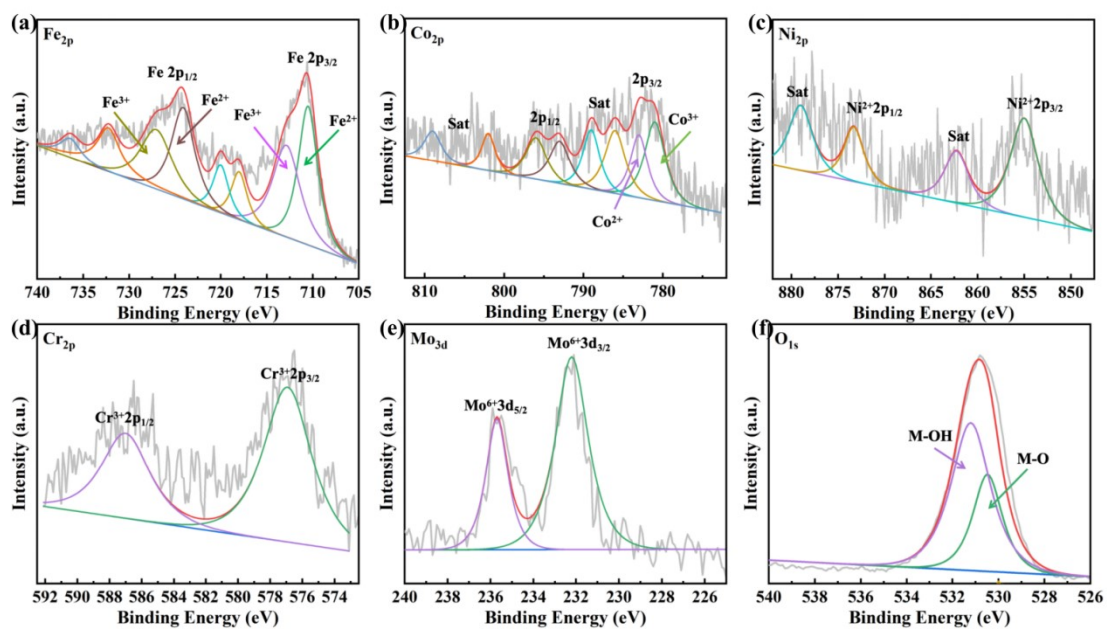 (a) Fe2p
Fe 2p3/2
Fe 2p1/2
Fe3+
Fe2+
Fe3+
Fe2+
Intensity (a.u.)
740 735 730 725 720 715 710 705
Binding Energy (eV)
(b) Co2p
2p3/2
Sat
2p1/2
Sat
Co3+
Co2+
Intensity (a.u.)
810 800 790 780
Binding Energy (eV)
(c) Ni2p
Sat
Ni2+2p1/2
Sat
Ni2+2p3/2
Intensity (a.u.)
880 875 870 865 860 855 850
Binding Energy (eV)
(d) Cr2p
Cr3+2p3/2
Cr3+2p1/2
Intensity (a.u.)
592 590 588 586 584 582 580 578 576 574
Binding Energy (eV)
(e) Mo3d
Mo6+3d3/2
Mo6+3d5/2
Intensity (a.u.)
240 238 236 234 232 230 228 226
Binding Energy (eV)
(f) O1s
M-OH
M-O
Intensity (a.u.)
540 538 536 534 532 530 528 526
Binding Energy (eV)